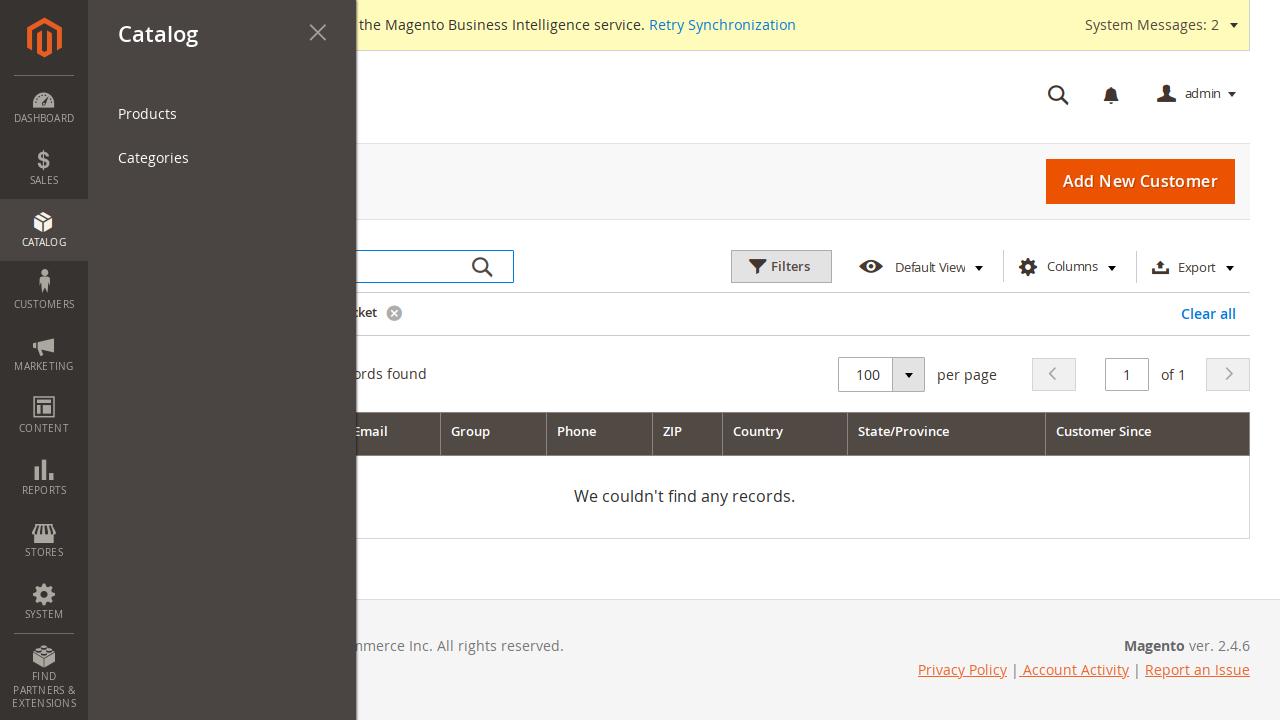 Catalog
Products
Categories
DASHBOARD
SALES
CATALOG
CUSTOMERS
MARKETING
CONTENT
REPORTS
STORES
SYSTEM
FIND
PARTNERS &
EXTENSIONS
the Magento Business Intelligence service. Retry Synchronization
System Messages: 2
admin
Add New Customer
Filters
Default View
Columns
Export
Clear all
records found
100
per page
1
of 1
Email
Group
Phone
ZIP
Country
State/Province
Customer Since
We couldn't find any records.
mmerce Inc. All rights reserved.
Magento ver. 2.4.6
Privacy Policy | Account Activity | Report an Issue